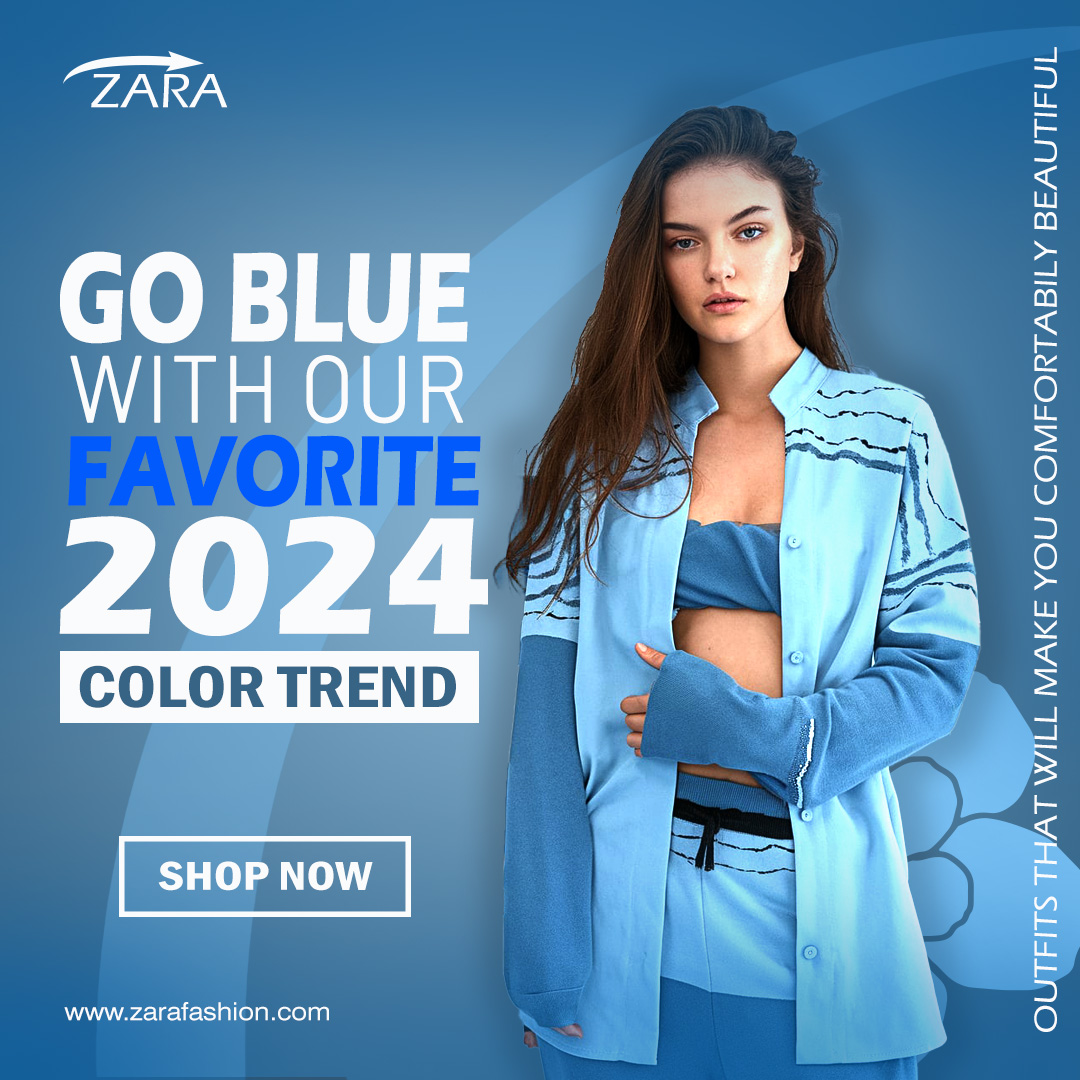 ZARA
GO BLUE
WITH OUR
FAVORITE
2024
COLOR TREND
SHOP NOW
www.zarafashion.com
OUTFITS THAT WILL MAKE YOU COMFORTABILY BEAUTIFUL